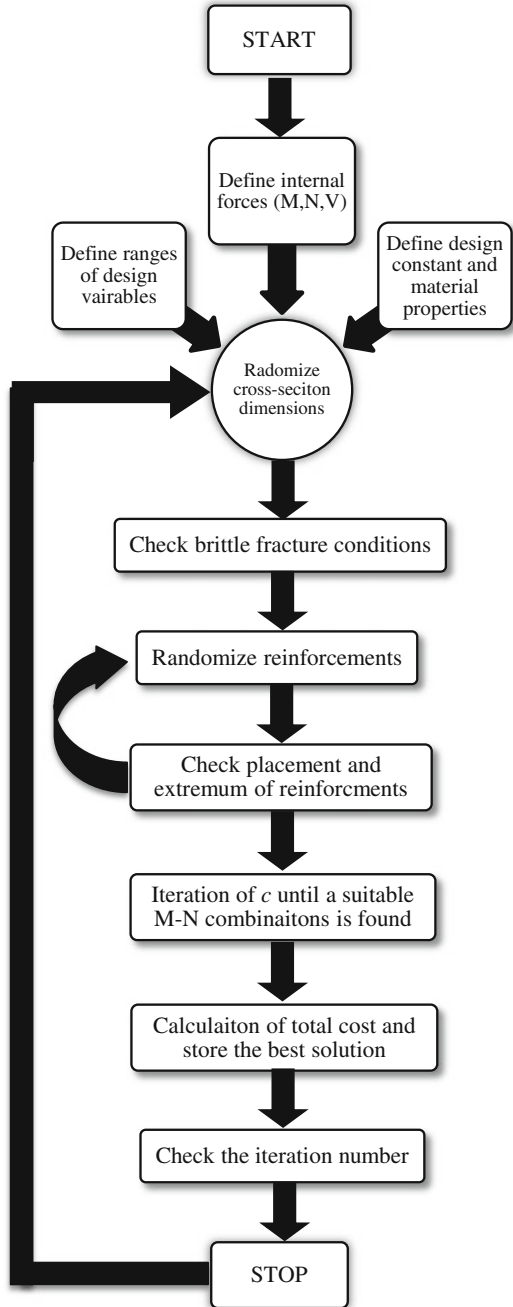 START
Define internal
forces (M,N,V)
Define ranges
of design
vairables
Define design
constant and
material
properties
Radomize
cross-seciton
dimensions
Check brittle fracture conditions
Randomize reinforcements
Check placement and
extremum of reinforcments
Iteration of c until a suitable
M-N combinaitons is found
Calculaiton of total cost and
store the best solution
Check the iteration number
STOP